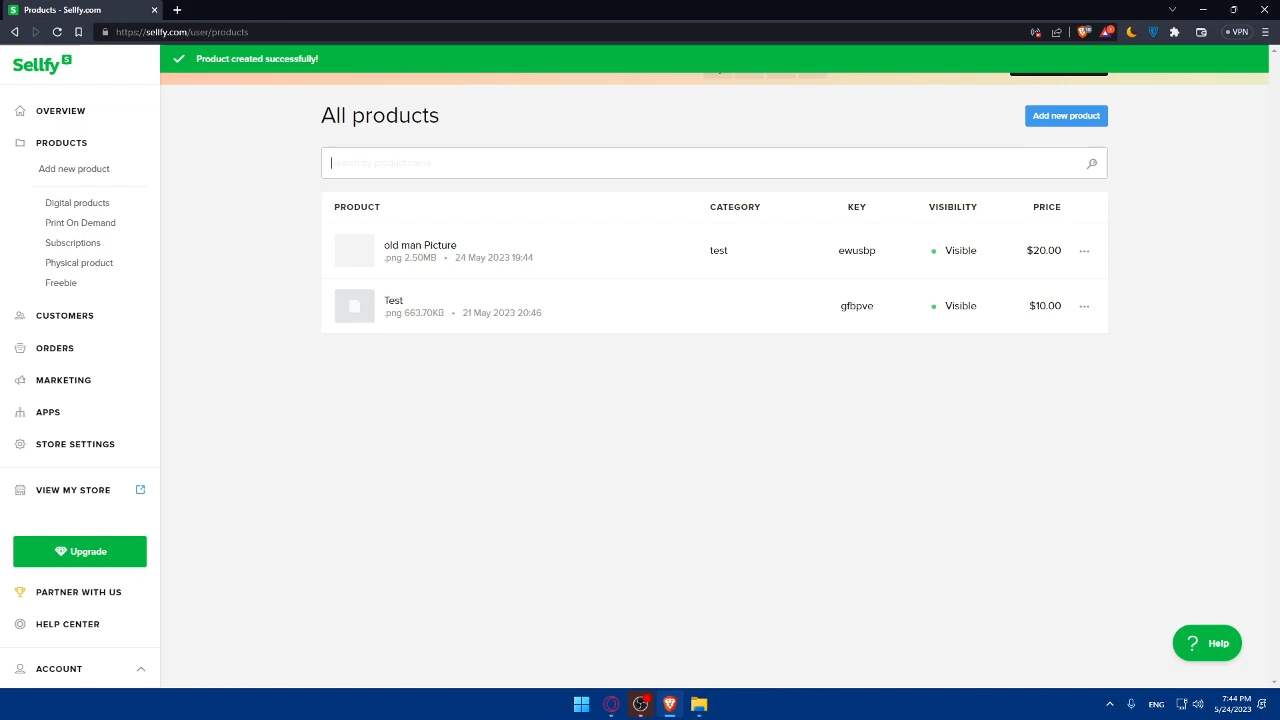 Products - Sellfy.com
https://sellfy.com/user/products
VPN
Sellfy
Product created successfully!
OVERVIEW
PRODUCTS
Add new product
Digital products
Print On Demand
Subscriptions
Physical product
Freebie
CUSTOMERS
ORDERS
MARKETING
APPS
STORE SETTINGS
VIEW MY STORE
Upgrade
PARTNER WITH US
HELP CENTER
ACCOUNT
All products
Add new product
Search by product name
PRODUCT CATEGORY KEY VISIBILITY PRICE
old man Picture
.png 2.50MB • 24 May 2023 19:44
test ewusbp Visible $20.00
Test
.png 663.70KB • 21 May 2023 20:46
gfbpve Visible $10.00
? Help
ENG
7:44 PM
5/24/2023